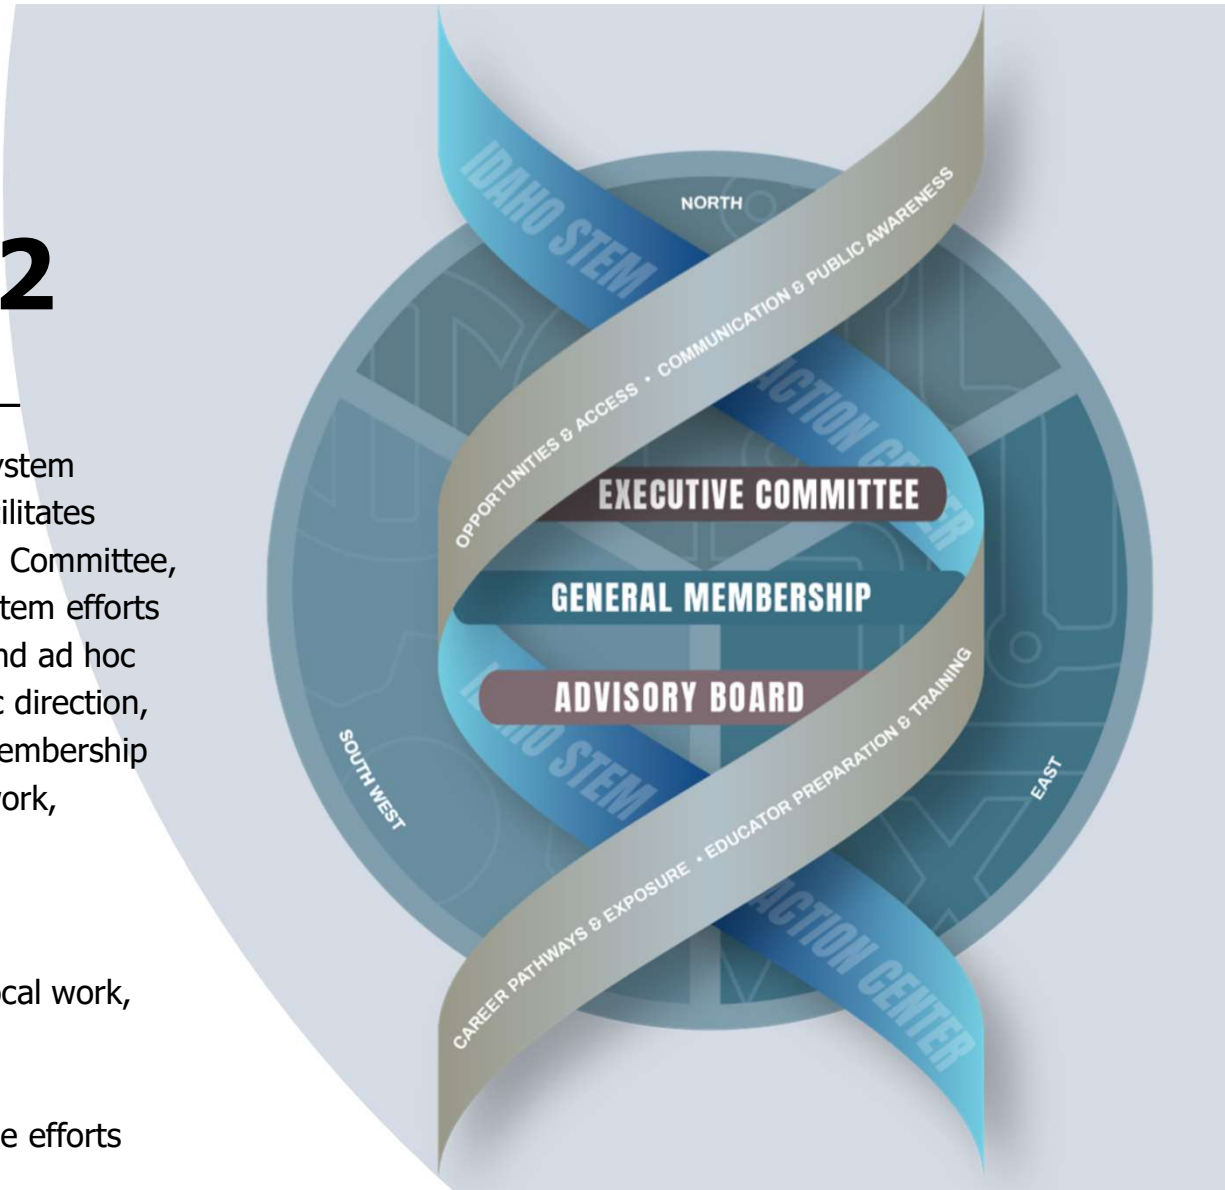 2
ystem
cilitates
Committee,
tem efforts
nd ad hoc
c direction,
embership
ork,
ocal work,
e efforts
NORTH
IDAHO STEM
ACTION CENTER
OPPORTUNITIES & ACCESS • COMMUNICATION & PUBLIC AWARENESS
EXECUTIVE COMMITTEE
GENERAL MEMBERSHIP
ADVISORY BOARD
SOUTH WEST
EAST
IDAHO STEM
ACTION CENTER
CAREER PATHWAYS & EXPOSURE • EDUCATOR PREPARATION & TRAINING